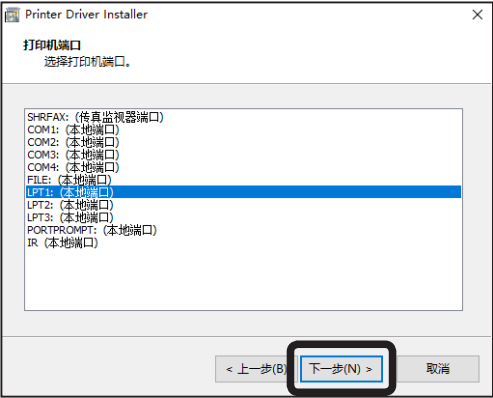 Printer Driver Installer
打印机端口
选择打印机端口。
SHRFAX: (传真监视器端口)
COM1: (本地端口)
COM2: (本地端口)
COM3: (本地端口)
COM4: (本地端口)
FILE: (本地端口)
LPT1: (本地端口)
LPT2: (本地端口)
LPT3: (本地端口)
PORTPROMPT: (本地端口)
IR (本地端口)
< 上一步(B) 下一步(N) > 取消